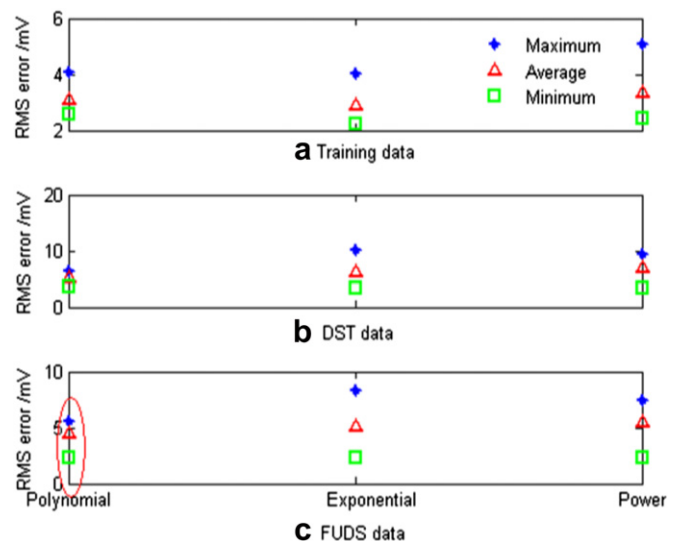 6
4
2
RMS error /mV
Maximum
Average
Minimum
a Training data
20
10
0
RMS error /mV
b DST data
10
5
0
RMS error /mV
Polynomial Exponential Power
c FUDS data